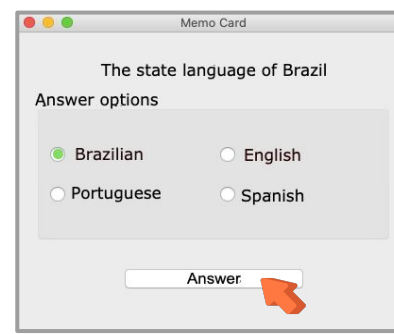 Memo Card
The state language of Brazil
Answer options
Brazilian English
Portuguese Spanish
Answer